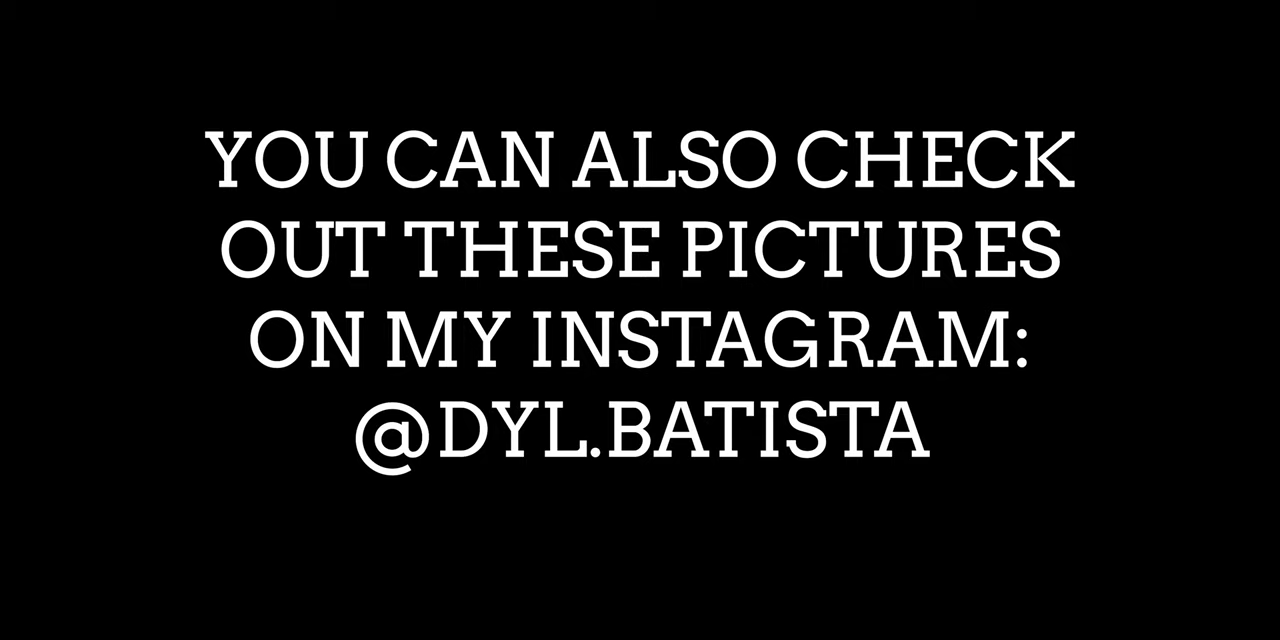 YOU CAN ALSO CHECK
OUT THESE PICTURES
ON MY INSTAGRAM:
@DYL.BATISTA